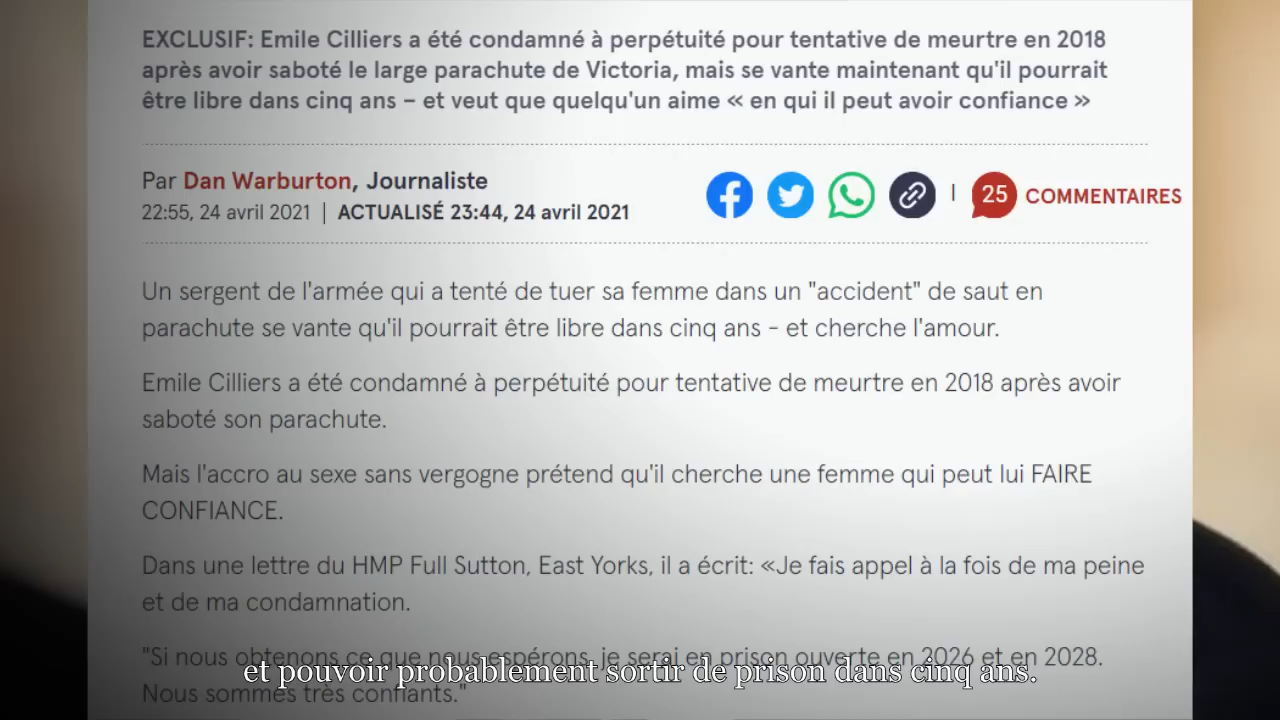 EXCLUSIF: Emile Cilliers a été condamné à perpétuité pour tentative de meurtre en 2018
après avoir saboté le large parachute de Victoria, mais se vante maintenant qu'il pourrait
être libre dans cinq ans – et veut que quelqu'un aime « en qui il peut avoir confiance »
Par Dan Warburton, Journaliste
22:55, 24 avril 2021 | ACTUALISÉ 23:44, 24 avril 2021
25 COMMENTAIRES
Un sergent de l'armée qui a tenté de tuer sa femme dans un "accident" de saut en
parachute se vante qu'il pourrait être libre dans cinq ans - et cherche l'amour.
Emile Cilliers a été condamné à perpétuité pour tentative de meurtre en 2018 après avoir
saboté son parachute.
Mais l'accro au sexe sans vergogne prétend qu'il cherche une femme qui peut lui FAIRE
CONFIANCE.
Dans une lettre du HMP Full Sutton, East Yorks, il a écrit: «Je fais appel à la fois de ma peine
et de ma condamnation.
"Si nous obtenons ce que nous espérons, je serai en prison ouverte en 2026 et en 2028.
et pouvoir probablement sortir de prison dans cinq ans.
Nous sommes très confiants."